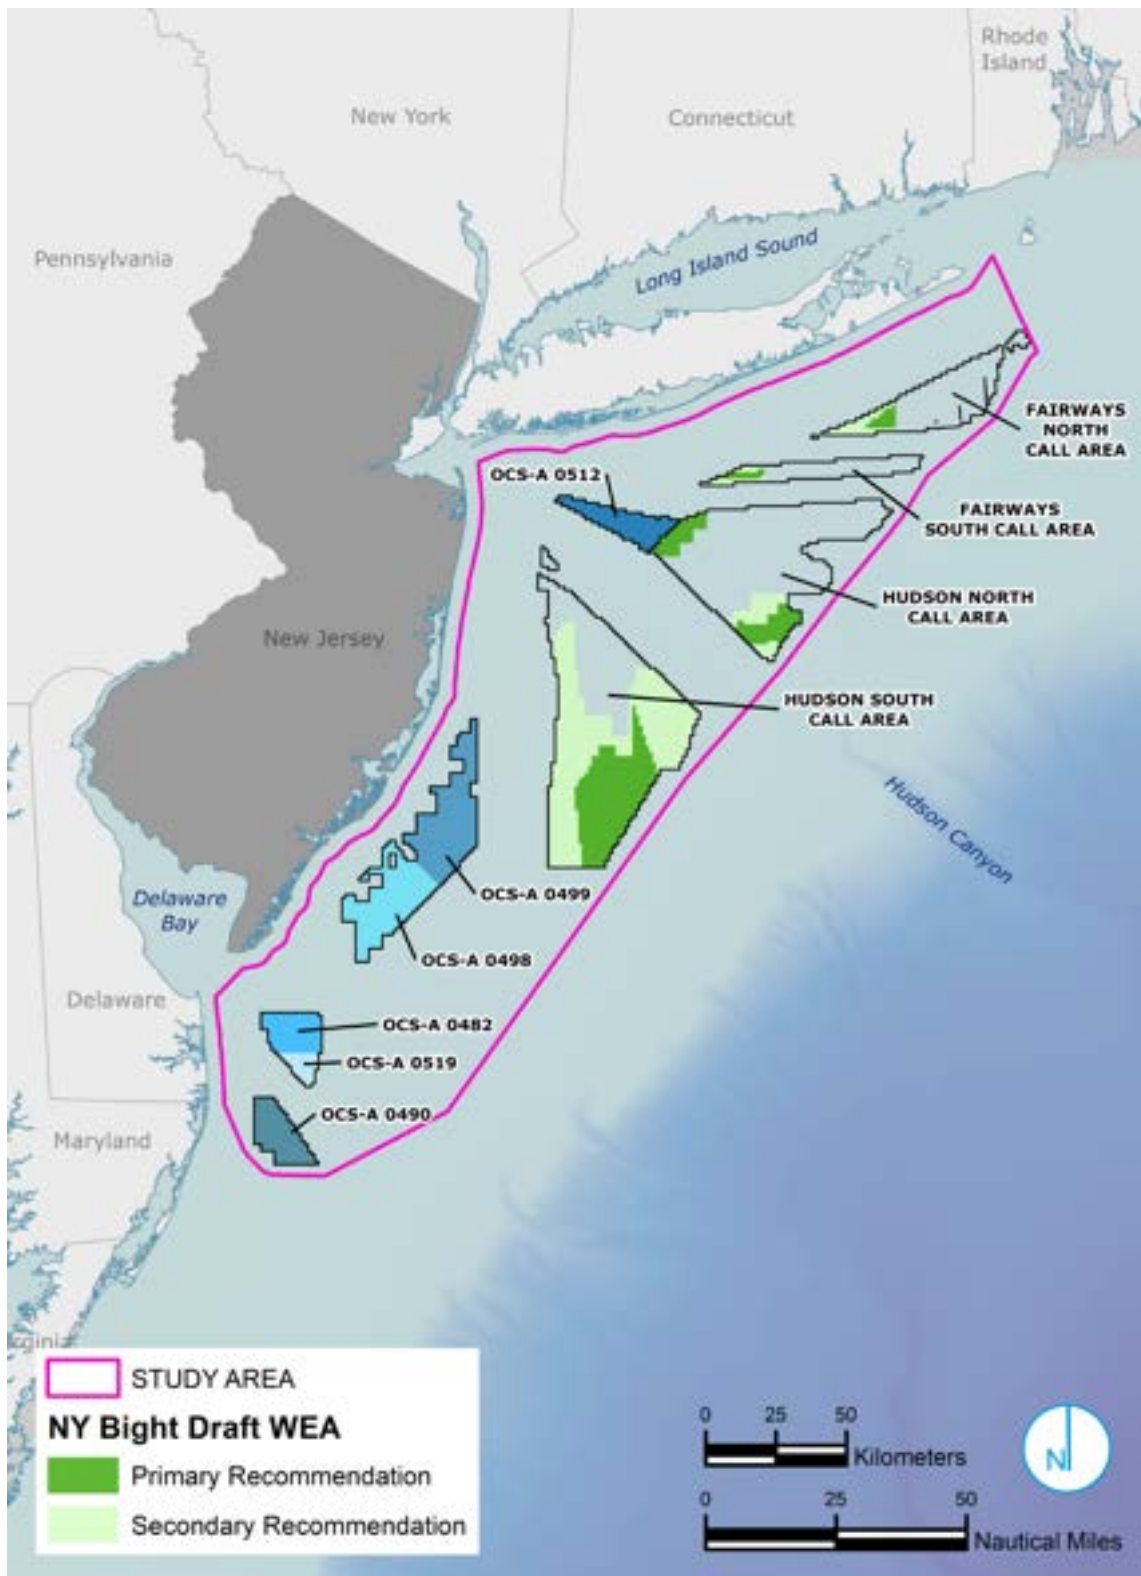 Rhode
Island
New York
Connecticut
Pennsylvania
Long Island Sound
FAIRWAYS
NORTH
CALL AREA
OCS-A 0512
FAIRWAYS
SOUTH CALL AREA
HUDSON NORTH
CALL AREA
New Jersey
HUDSON SOUTH
CALL AREA
Hudson Canyon
OCS-A 0499
Delaware
Bay
OCS-A 0498
Delaware
OCS-A 0482
OCS-A 0519
OCS-A 0490
Maryland
STUDY AREA
NY Bight Draft WEA
Primary Recommendation
Secondary Recommendation
0 25 50
Kilometers
N
0 25 50
Nautical Miles